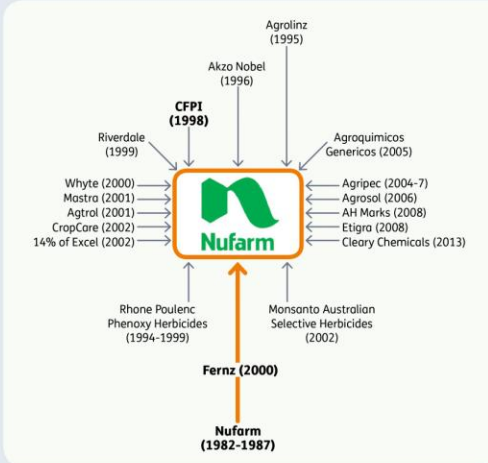 Agrolinz
(1995)
Akzo Nobel
(1996)
CFPI
(1998)
Riverdale
(1999)
Agroquimicos
Genericos (2005)
Whyte (2000)
Mastra (2001)
Agtrol (2001)
CropCare (2002)
14% of Excel (2002)
Nufarm
Agripec (2004-7)
Agrosol (2006)
AH Marks (2008)
Etigra (2008)
Cleary Chemicals (2013)
Rhone Poulenc
Phenoxy Herbicides
(1994-1999)
Monsanto Australian
Selective Herbicides
(2002)
Fernz (2000)
Nufarm
(1982-1987)